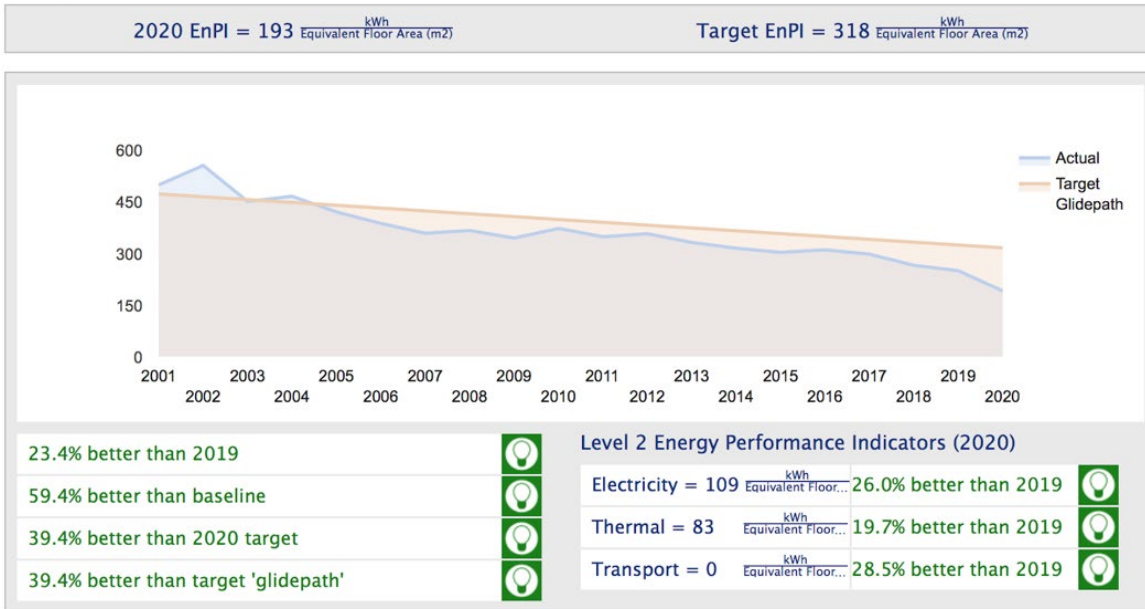 2020 EnPI = 193 kWh / Equivalent Floor Area (m2)
Target EnPI = 318 kWh / Equivalent Floor Area (m2)
600
450
300
150
0
2001 2002 2003 2004 2005 2006 2007 2008 2009 2010 2011 2012 2013 2014 2015 2016 2017 2018 2019 2020
Actual
Target
Glidepath
23.4% better than 2019
59.4% better than baseline
39.4% better than 2020 target
39.4% better than target 'glidepath'
Level 2 Energy Performance Indicators (2020)
Electricity = 109 kWh / Equivalent Floor... 26.0% better than 2019
Thermal = 83 kWh / Equivalent Floor... 19.7% better than 2019
Transport = 0 kWh / Equivalent Floor... 28.5% better than 2019